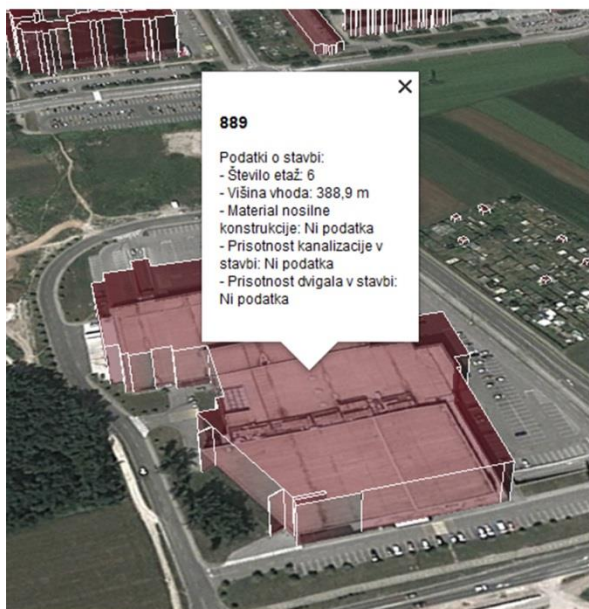 889
Podatki o stavbi:
- Število etaž: 6
- Višina vhoda: 388,9 m
- Material nosilne
konstrukcije: Ni podatka
- Prisotnost kanalizacije v
stavbi: Ni podatka
- Prisotnost dvigala v stavbi:
Ni podatka